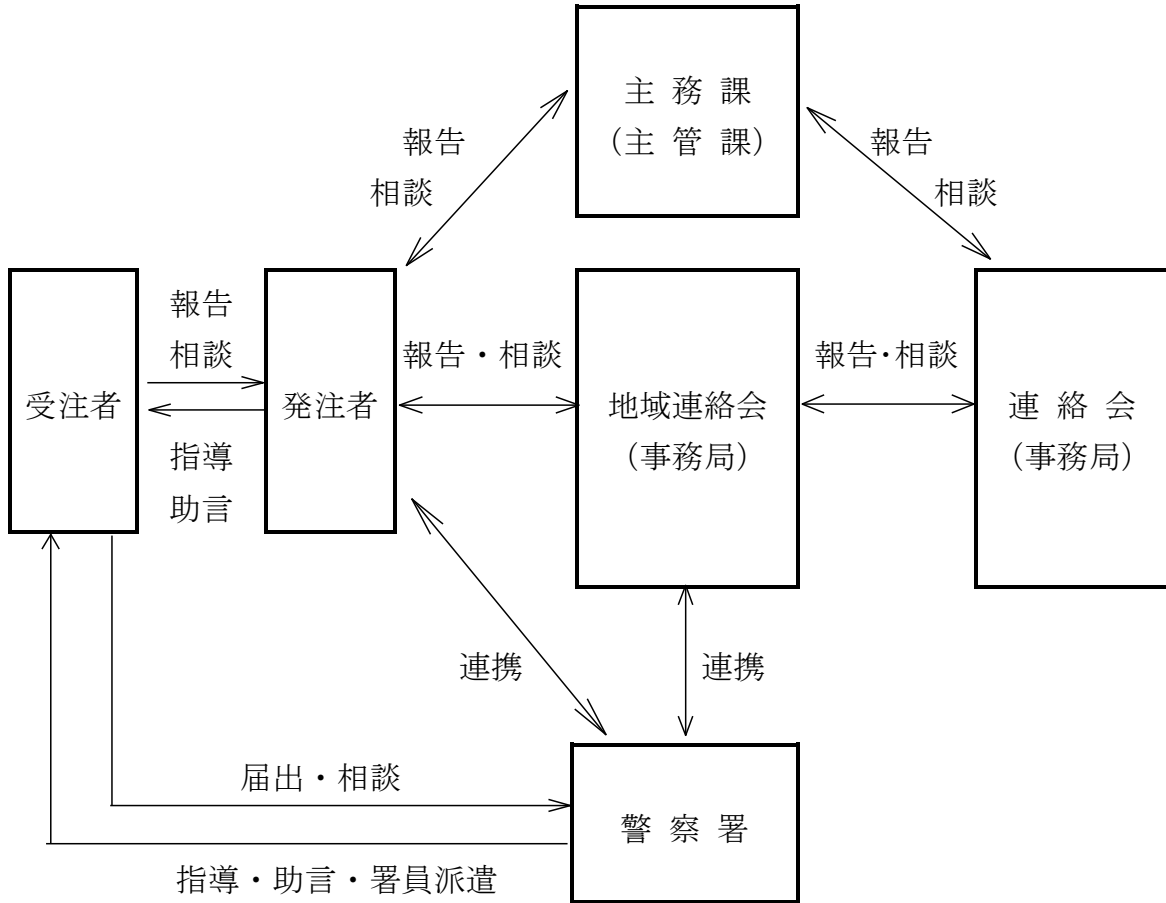 主 務 課
（主 管 課）
報告
相談
報告
相談
報告
相談
受注者
指導
助言
発注者
報告・相談
地域連絡会
（事務局）
報告・相談
連 絡 会
（事務局）
連携
連携
届出・相談
警 察 署
指導・助言・署員派遣